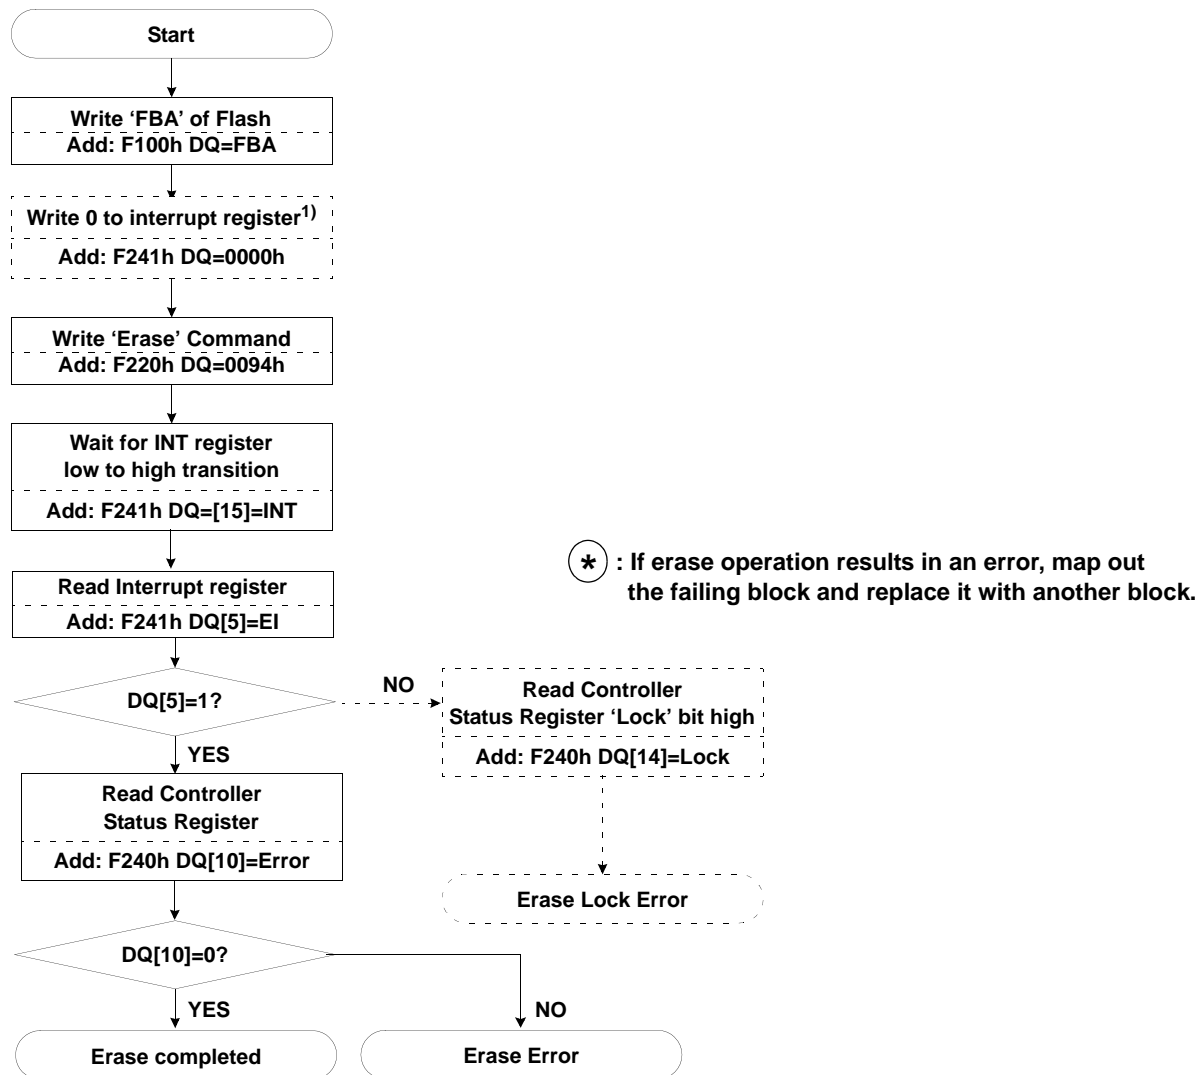 Start
Write ‘FBA’ of Flash
Add: F100h DQ=FBA
Write 0 to interrupt register1)
Add: F241h DQ=0000h
Write ‘Erase’ Command
Add: F220h DQ=0094h
Wait for INT register
low to high transition
Add: F241h DQ=[15]=INT
* : If erase operation results in an error, map out
the failing block and replace it with another block.
Read Interrupt register
Add: F241h DQ[5]=EI
DQ[5]=1?
NO
Read Controller
Status Register ‘Lock’ bit high
Add: F240h DQ[14]=Lock
YES
Read Controller
Status Register
Add: F240h DQ[10]=Error
Erase Lock Error
DQ[10]=0?
YES
NO
Erase completed
Erase Error